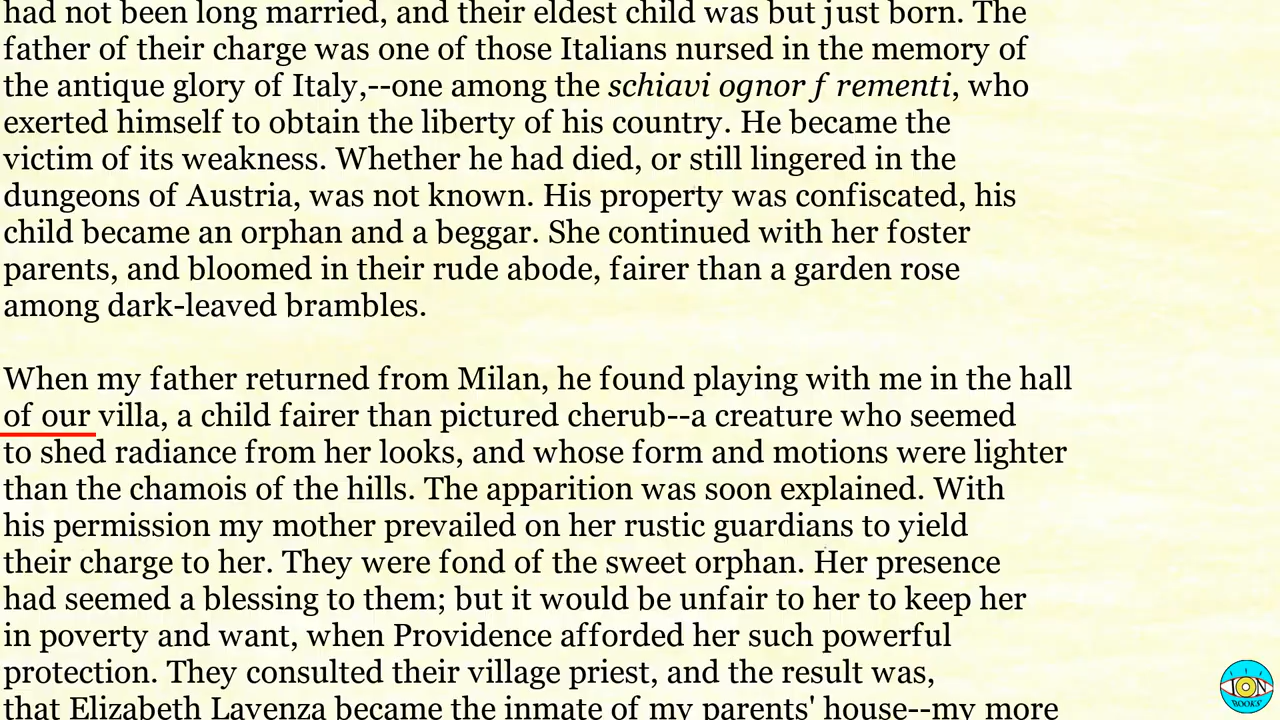 had not been long married, and their eldest child was but just born. The
father of their charge was one of those Italians nursed in the memory of
the antique glory of Italy,--one among the schiavi ognor f rementi, who
exerted himself to obtain the liberty of his country. He became the
victim of its weakness. Whether he had died, or still lingered in the
dungeons of Austria, was not known. His property was confiscated, his
child became an orphan and a beggar. She continued with her foster
parents, and bloomed in their rude abode, fairer than a garden rose
among dark-leaved brambles.
When my father returned from Milan, he found playing with me in the hall
of our villa, a child fairer than pictured cherub--a creature who seemed
to shed radiance from her looks, and whose form and motions were lighter
than the chamois of the hills. The apparition was soon explained. With
his permission my mother prevailed on her rustic guardians to yield
their charge to her. They were fond of the sweet orphan. Her presence
had seemed a blessing to them; but it would be unfair to her to keep her
in poverty and want, when Providence afforded her such powerful
protection. They consulted their village priest, and the result was,
that Elizabeth Lavenza became the inmate of my parents' house--my more
ION
BOOKS